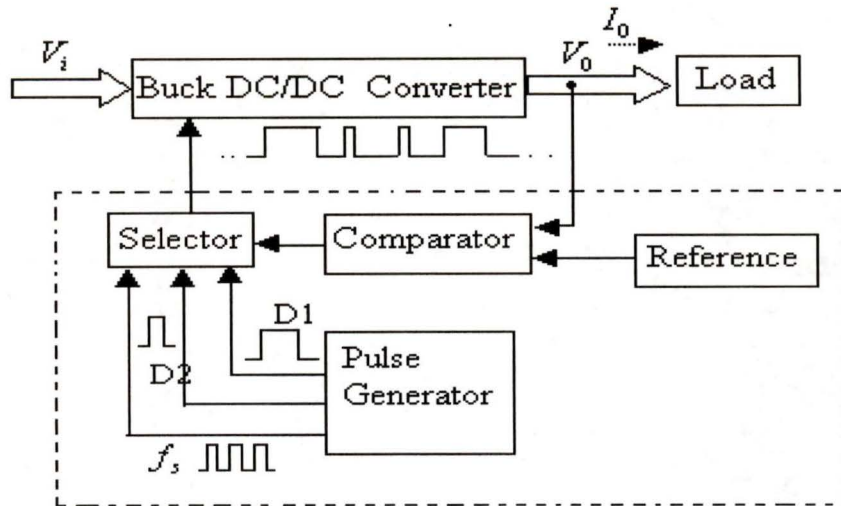 V_i
Buck DC/DC Converter
V_0
I_0
Load
Selector
Comparator
Reference
D1
D2
Pulse
Generator
f_s